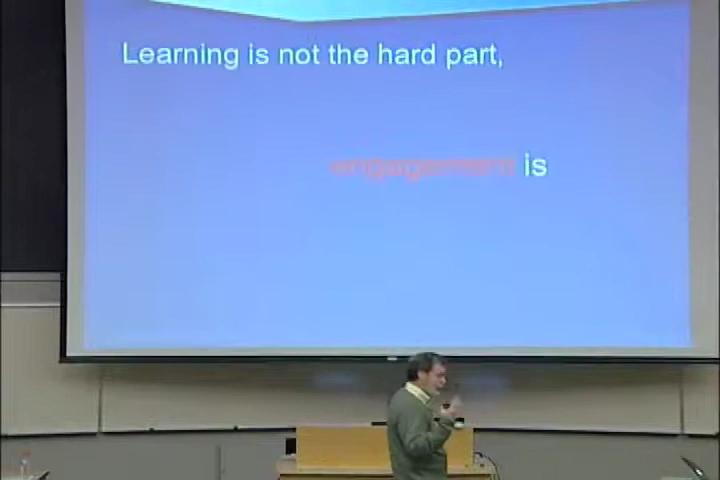 Learning is not the hard part,
engagement is